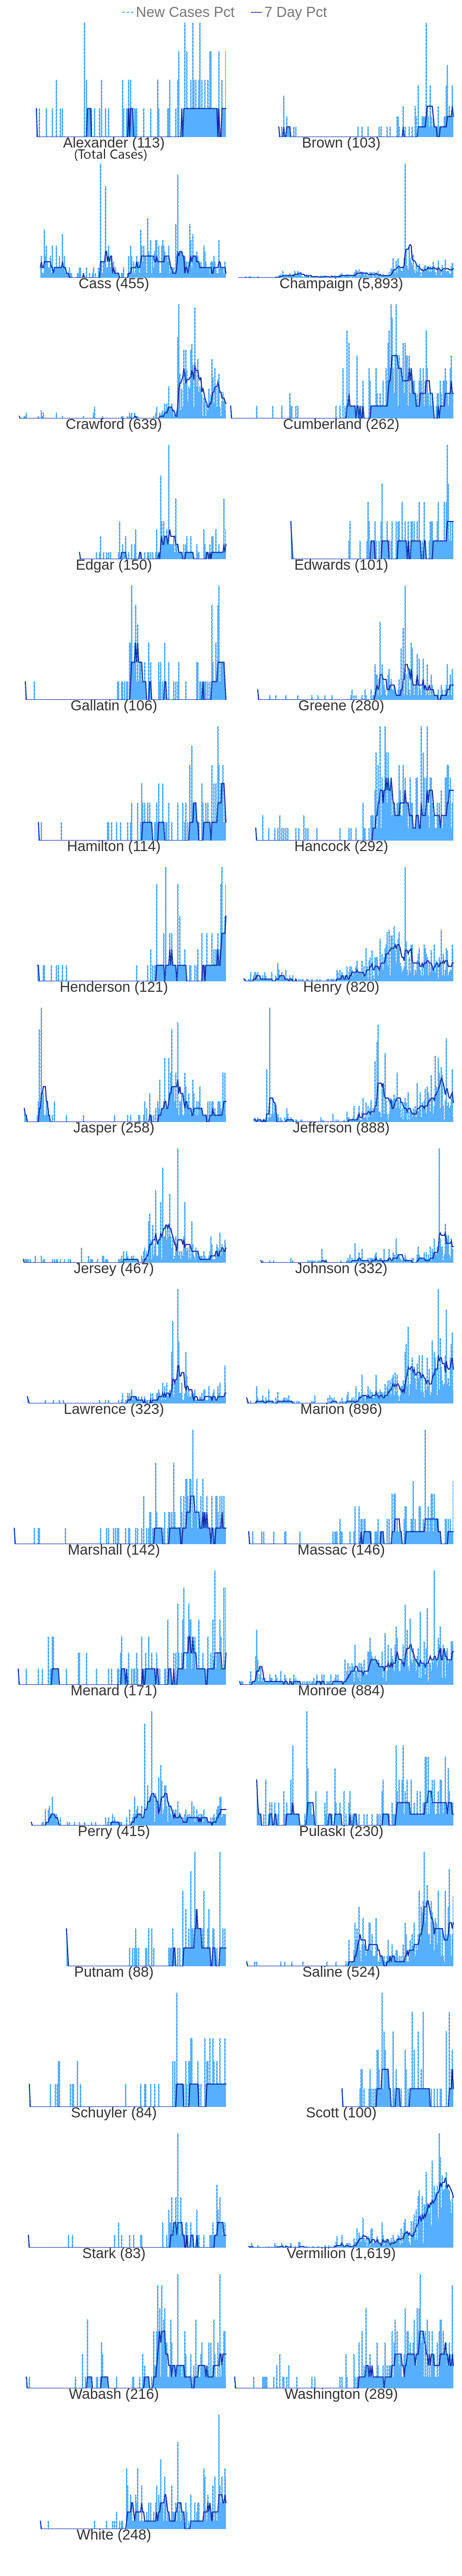 New Cases Pct 7 Day Pct
Alexander (113) Brown (103)
(Total Cases)
Cass (455) Champaign (5,893)
Crawford (639) Cumberland (262)
Edgar (150) Edwards (101)
Gallatin (106) Greene (280)
Hamilton (114) Hancock (292)
Henderson (121) Henry (820)
Jasper (258) Jefferson (888)
Jersey (467) Johnson (332)
Lawrence (323) Marion (896)
Marshall (142) Massac (146)
Menard (171) Monroe (884)
Perry (415) Pulaski (230)
Putnam (88) Saline (524)
Schuyler (84) Scott (100)
Stark (83) Vermilion (1,619)
Wabash (216) Washington (289)
White (248)